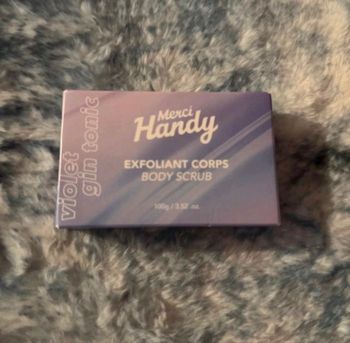 violet
gin tonic
Merci
Handy
EXFOLIANT CORPS
BODY SCRUB
100g / 3.52 oz.